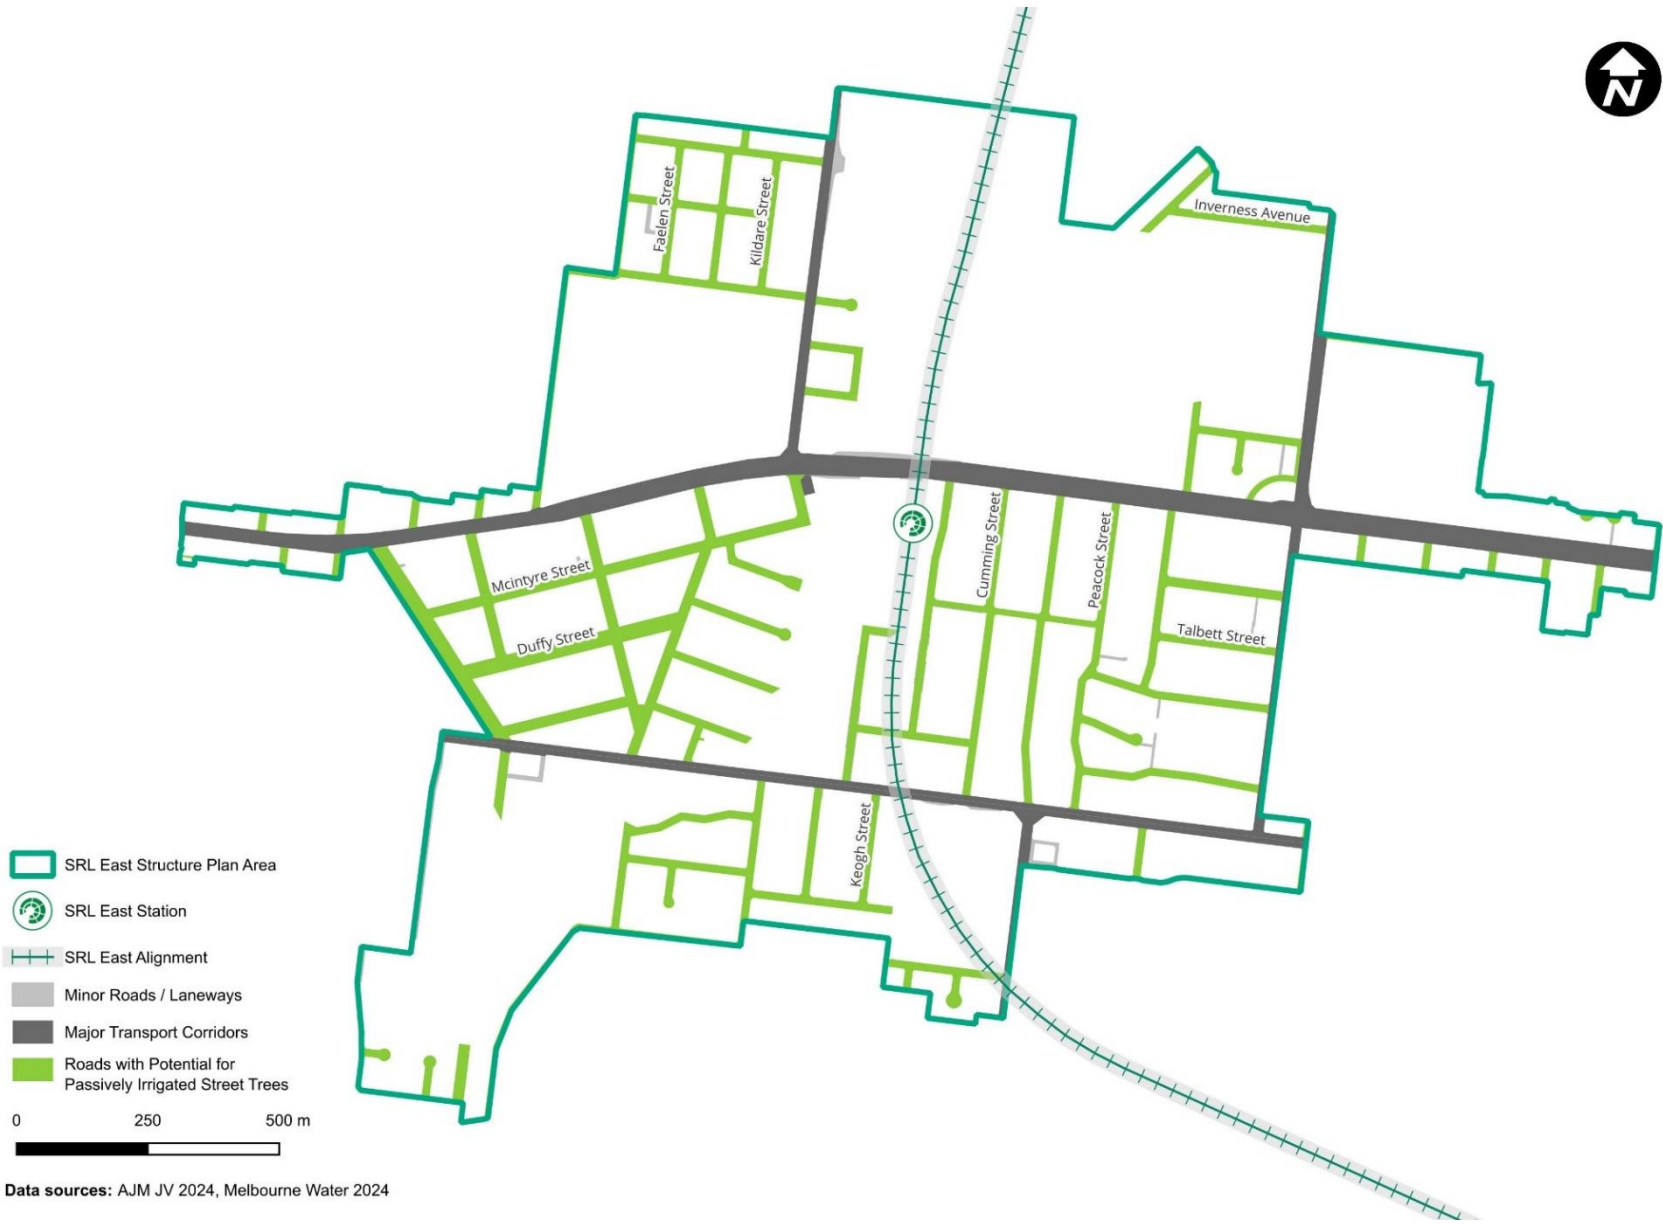 N
Inverness Avenue
Faelen Street
Kildare Street
Mcintyre Street
Duffy Street
Cumming Street
Peacock Street
Talbett Street
Keogh Street
SRL East Structure Plan Area
SRL East Station
SRL East Alignment
Minor Roads / Laneways
Major Transport Corridors
Roads with Potential for
Passively Irrigated Street Trees
0 250 500 m
Data sources: AJM JV 2024, Melbourne Water 2024